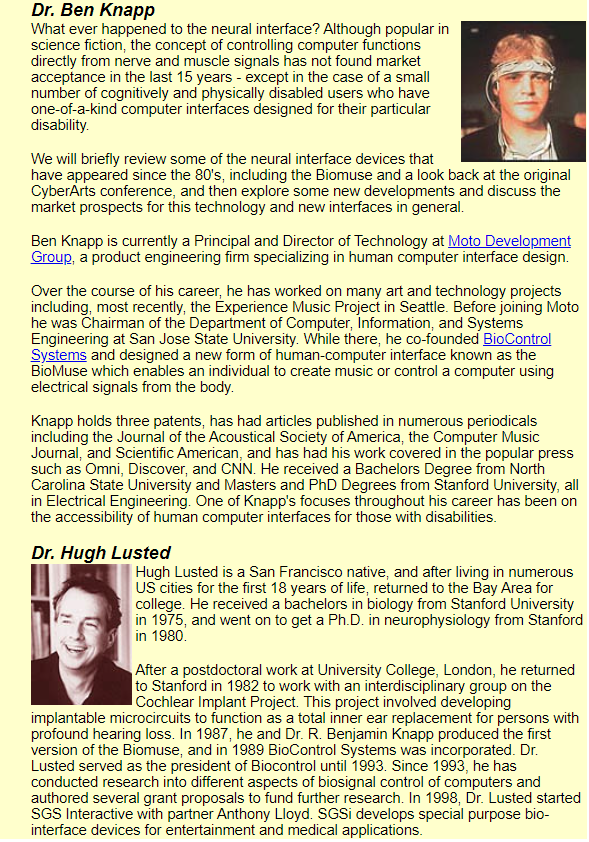 Dr. Ben Knapp
What ever happened to the neural interface? Although popular in
science fiction, the concept of controlling computer functions
directly from nerve and muscle signals has not found market
acceptance in the last 15 years - except in the case of a small
number of cognitively and physically disabled users who have
one-of-a-kind computer interfaces designed for their particular
disability.
We will briefly review some of the neural interface devices that
have appeared since the 80's, including the Biomuse and a look back at the original
CyberArts conference, and then explore some new developments and discuss the
market prospects for this technology and new interfaces in general.
Ben Knapp is currently a Principal and Director of Technology at Moto Development
Group, a product engineering firm specializing in human computer interface design.
Over the course of his career, he has worked on many art and technology projects
including, most recently, the Experience Music Project in Seattle. Before joining Moto
he was Chairman of the Department of Computer, Information, and Systems
Engineering at San Jose State University. While there, he co-founded BioControl
Systems and designed a new form of human-computer interface known as the
BioMuse which enables an individual to create music or control a computer using
electrical signals from the body.
Knapp holds three patents, has had articles published in numerous periodicals
including the Journal of the Acoustical Society of America, the Computer Music
Journal, and Scientific American, and has had his work covered in the popular press
such as Omni, Discover, and CNN. He received a Bachelors Degree from North
Carolina State University and Masters and PhD Degrees from Stanford University, all
in Electrical Engineering. One of Knapp's focuses throughout his career has been on
the accessibility of human computer interfaces for those with disabilities.
Dr. Hugh Lusted
Hugh Lusted is a San Francisco native, and after living in numerous
US cities for the first 18 years of life, returned to the Bay Area for
college. He received a bachelors in biology from Stanford University
in 1975, and went on to get a Ph.D. in neurophysiology from Stanford
in 1980.
After a postdoctoral work at University College, London, he returned
to Stanford in 1982 to work with an interdisciplinary group on the
Cochlear Implant Project. This project involved developing
implantable microcircuits to function as a total inner ear replacement for persons with
profound hearing loss. In 1987, he and Dr. R. Benjamin Knapp produced the first
version of the Biomuse, and in 1989 BioControl Systems was incorporated. Dr.
Lusted served as the president of Biocontrol until 1993. Since 1993, he has
conducted research into different aspects of biosignal control of computers and
authored several grant proposals to fund further research. In 1998, Dr. Lusted started
SGS Interactive with partner Anthony Lloyd. SGSi develops special purpose bio-
interface devices for entertainment and medical applications.